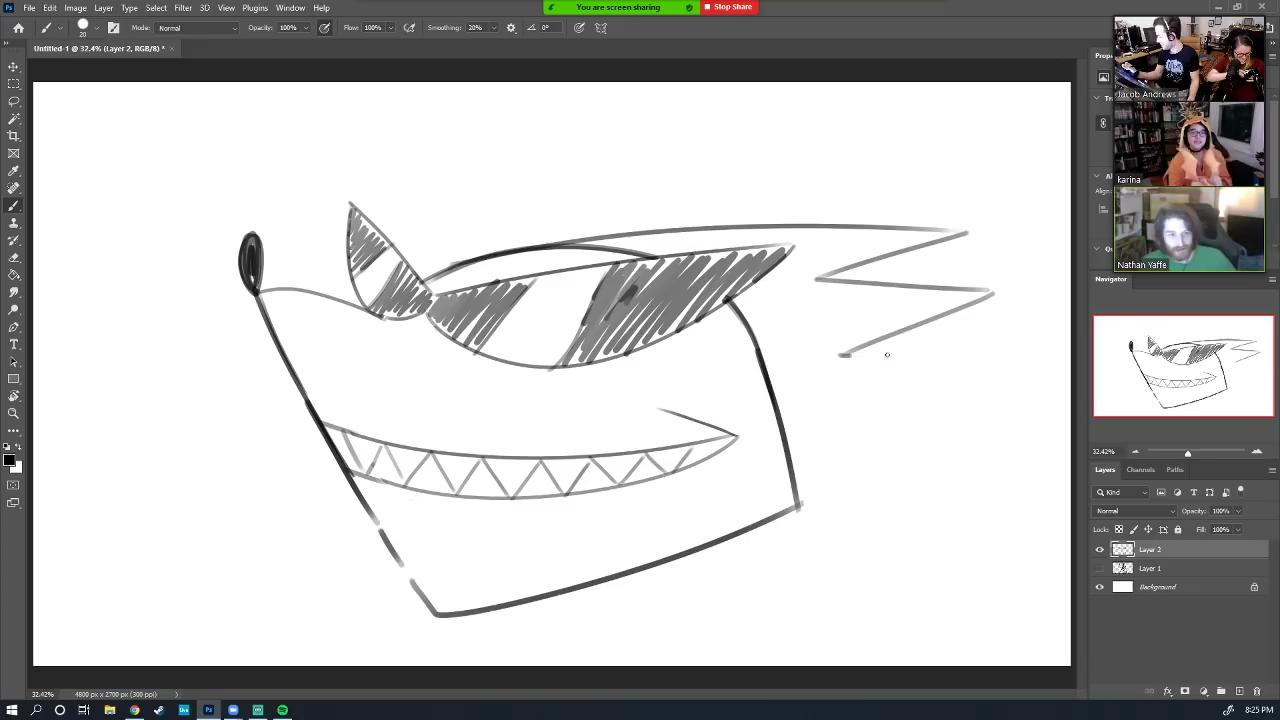 You are screen sharing
Stop Share
File Edit Image Layer Type Select Filter 3D View Plugins Window Help
Mode: Normal Opacity: 100% Flow: 100% Smoothing: 20% 0°
20
Untitled-1 @ 32.4% (Layer 2, RGB/8) *
Jacob Andrews
karina
Nathan Yaffe
Navigator
32.42%
Layers Channels Paths
Kind
Normal Opacity: 100%
Lock: Fill: 100%
Layer 2
Layer 1
Background
32.42% 4800 px x 2700 px (300 ppi)
8:25 PM